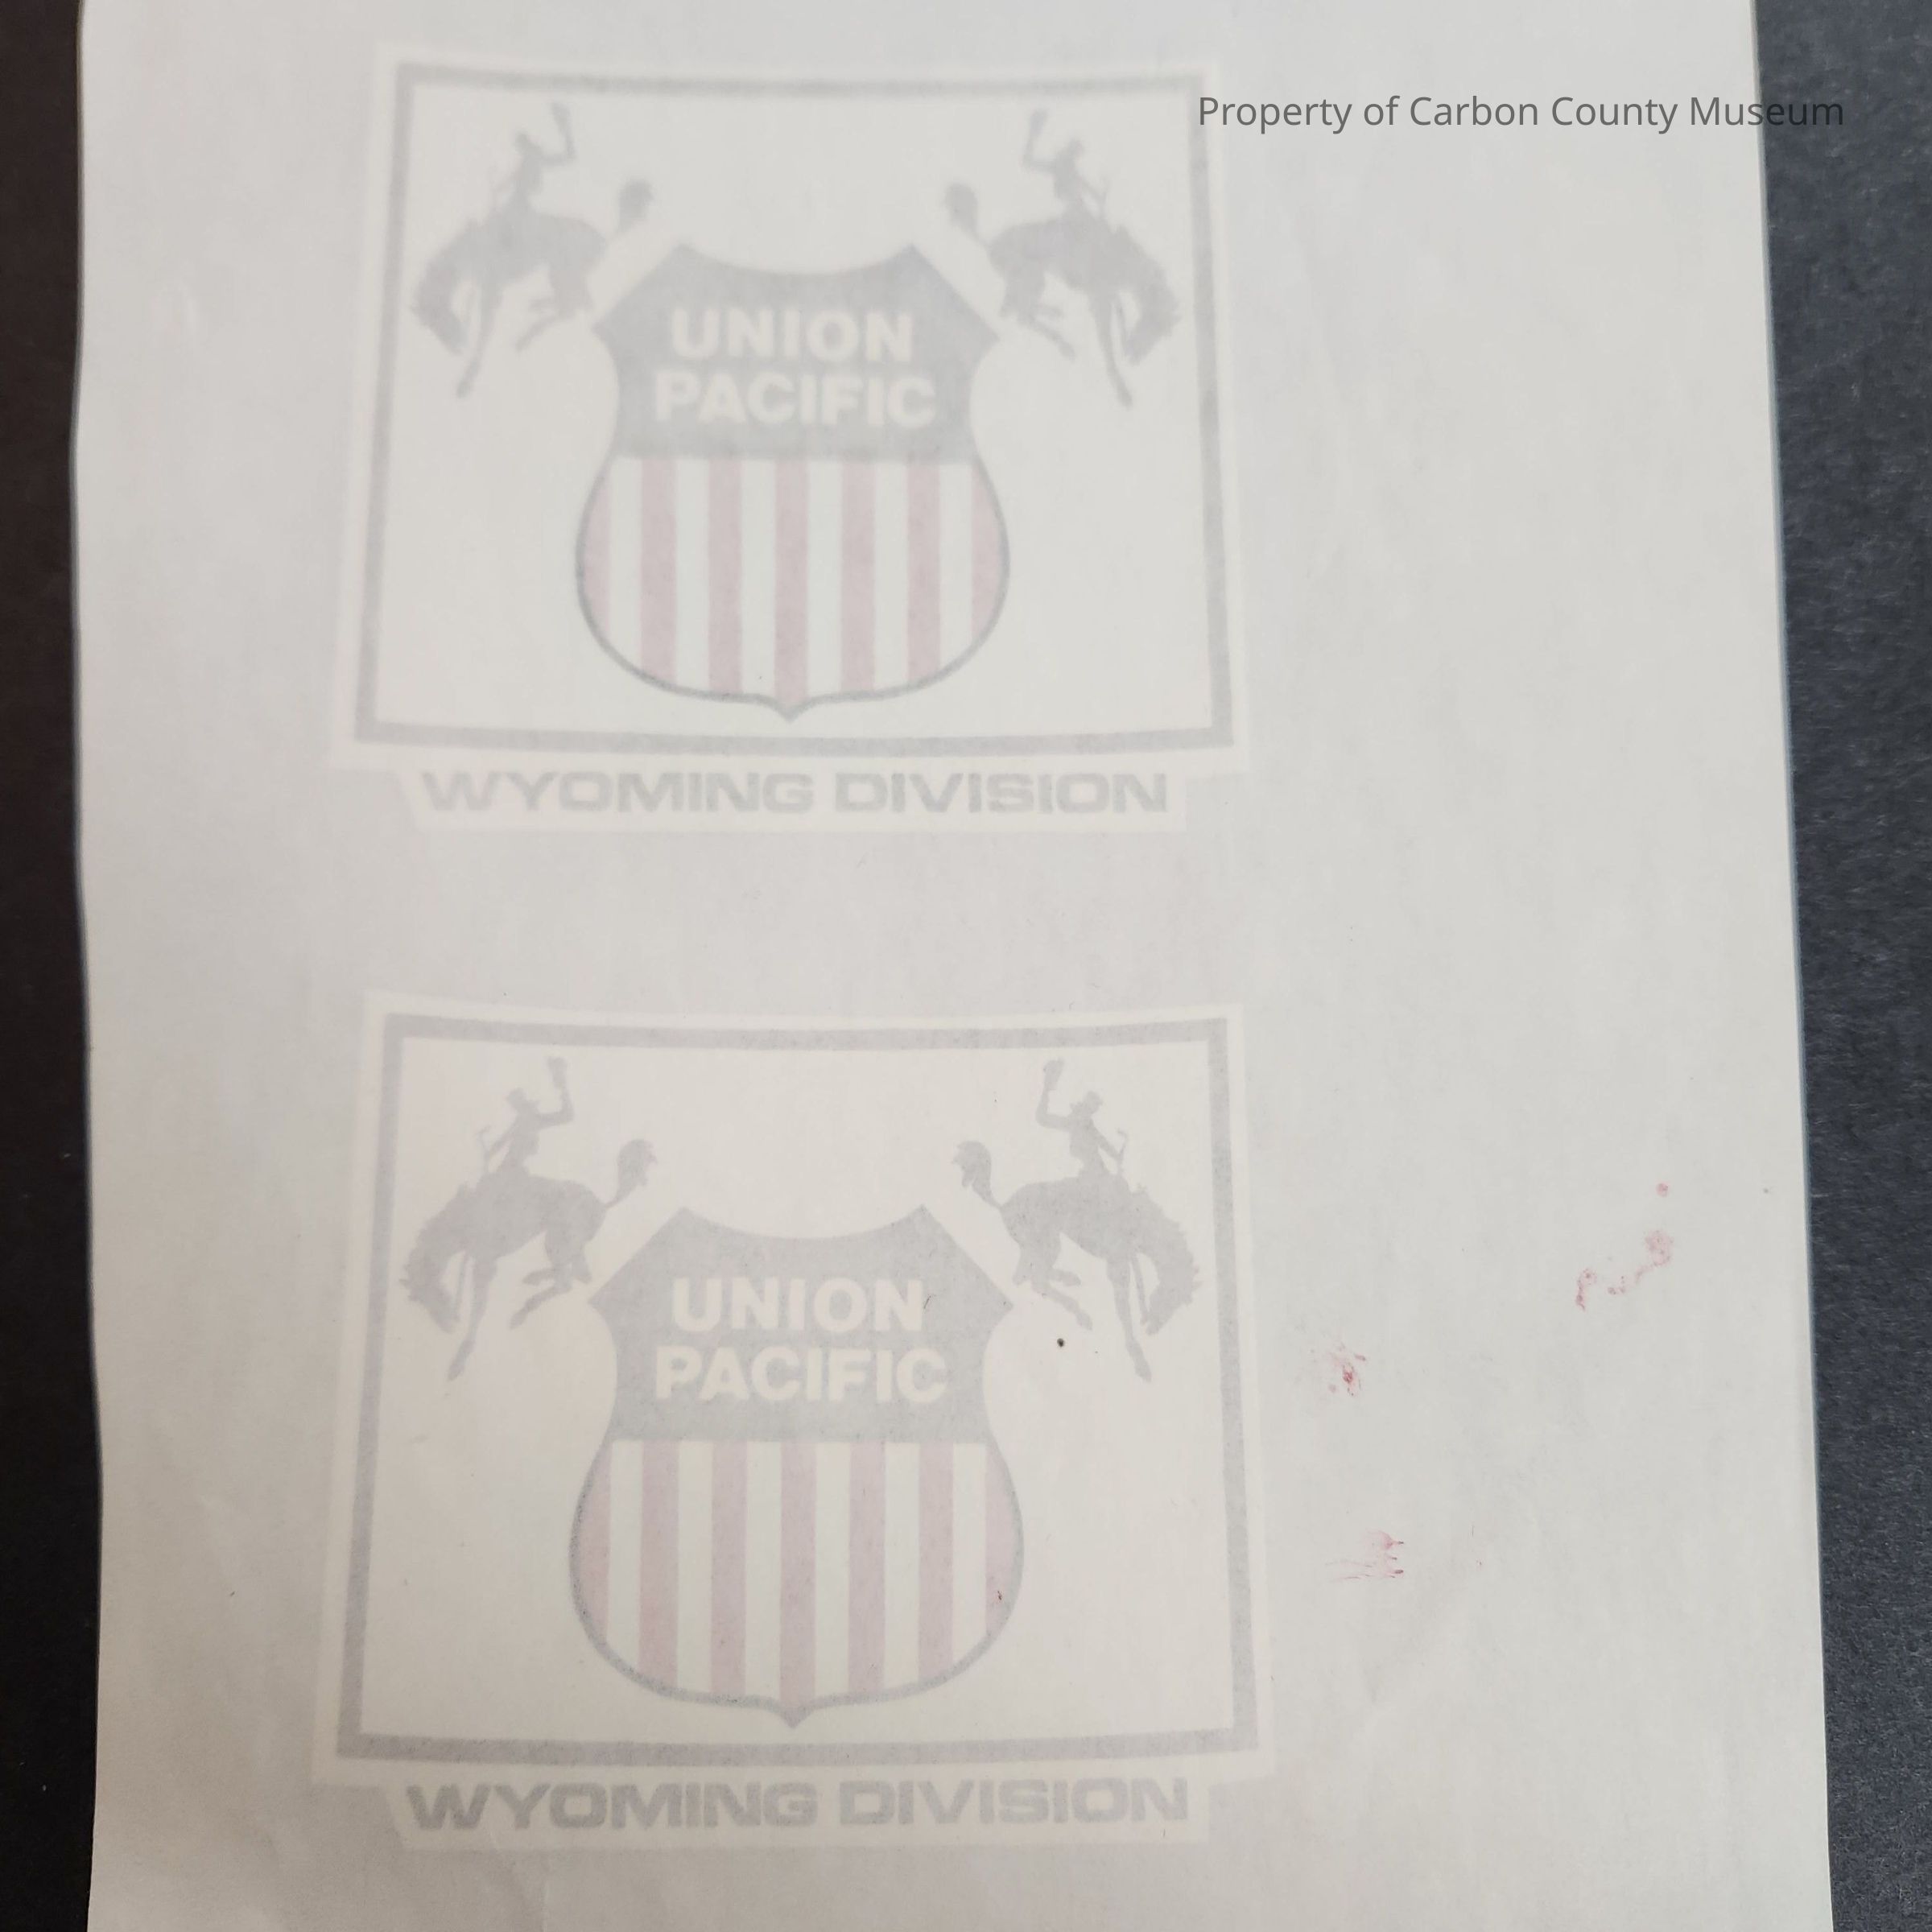 Property of Carbon County Museum
UNION
PACIFIC
WYOMING DIVISION
UNION
PACIFIC
WYOMING DIVISION